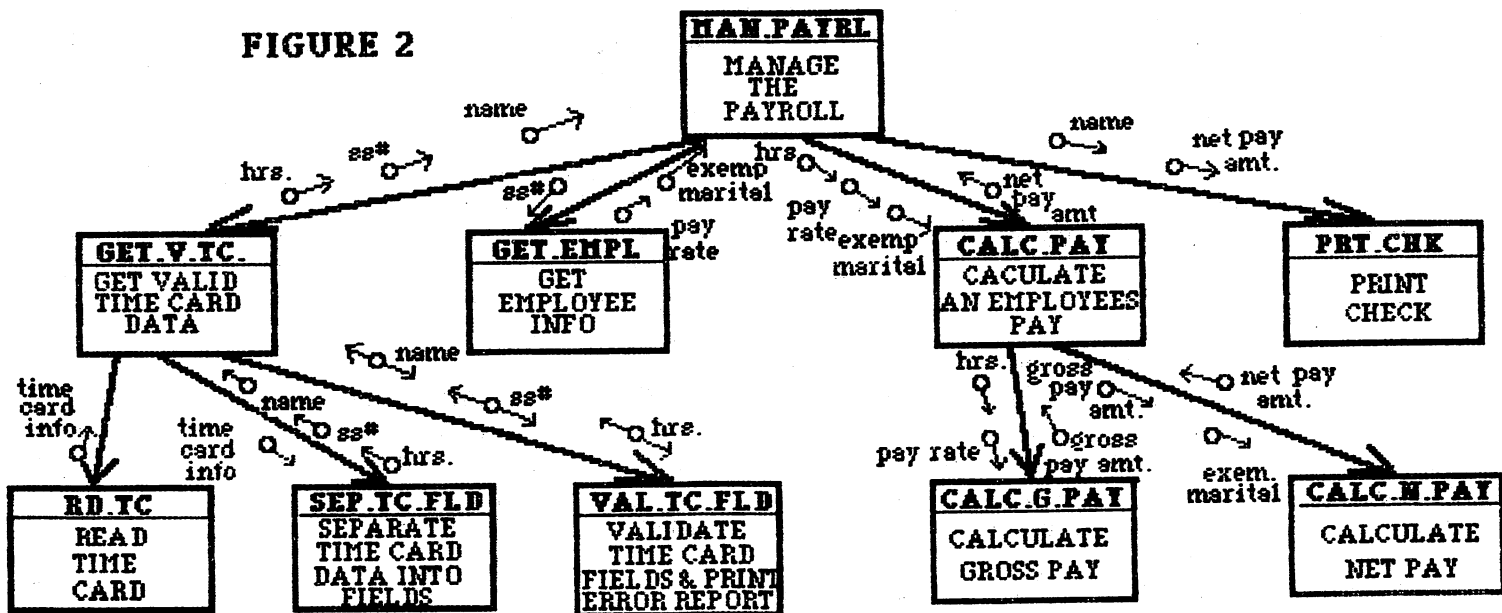 FIGURE 2
MAN.PAYRL
MANAGE
THE
PAYROLL
name
ss#
hrs.
ss#
exemp
marital
pay
rate
hrs
pay
rate
exemp
marital
net
pay
amt
name
net pay
amt.
GET.V.TC.
GET VALID
TIME CARD
DATA
GET.EMPL
GET
EMPLOYEE
INFO
CALC.PAY
CACULATE
AN EMPLOYEES
PAY
PRT.CHK
PRINT
CHECK
time
card
info
name
ss#
hrs.
time
card
info
name
ss#
hrs.
hrs.
pay rate
gross
pay amt.
gross
pay
amt.
net pay
amt.
exem.
marital
RD.TC
READ
TIME
CARD
SEP.TC.FLD
SEPARATE
TIME CARD
DATA INTO
FIELDS
VAL.TC.FLD
VALIDATE
TIME CARD
FIELDS & PRINT
ERROR REPORT
CALC.G.PAY
CALCULATE
GROSS PAY
CALC.N.PAY
CALCULATE
NET PAY